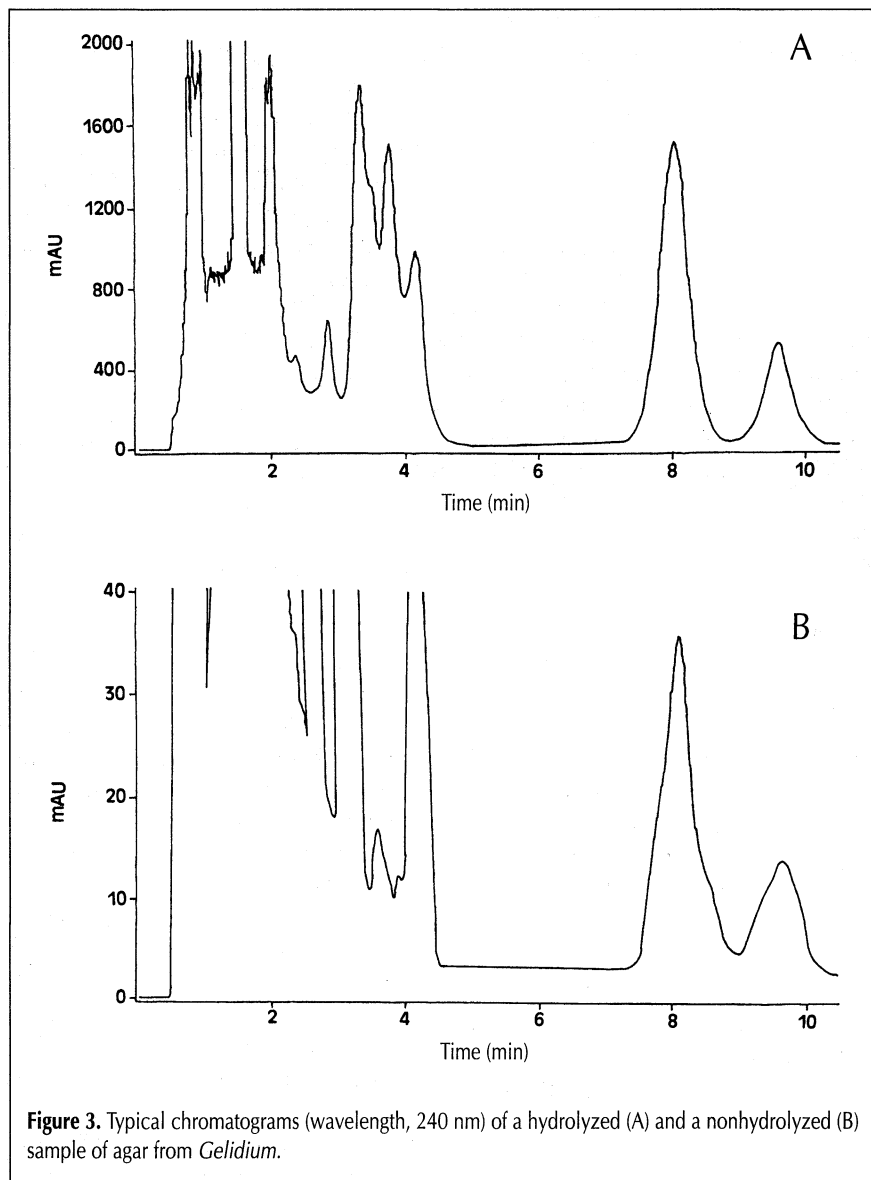 A
2000
1600
1200
800
400
0
mAU
2 4 6 8 10
Time (min)
B
40
30
20
10
0
mAU
2 4 6 8 10
Time (min)
Figure 3. Typical chromatograms (wavelength, 240 nm) of a hydrolyzed (A) and a nonhydrolyzed (B)
sample of agar from Gelidium.